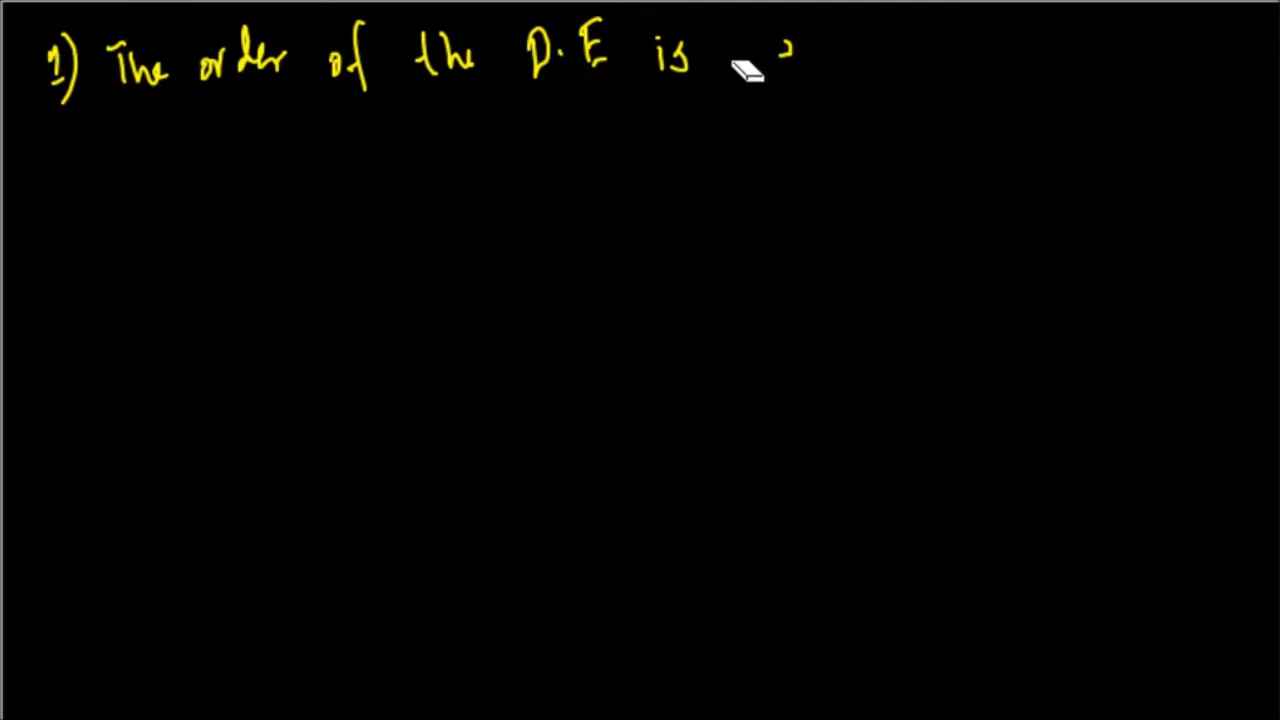 1) The order of the D.E is